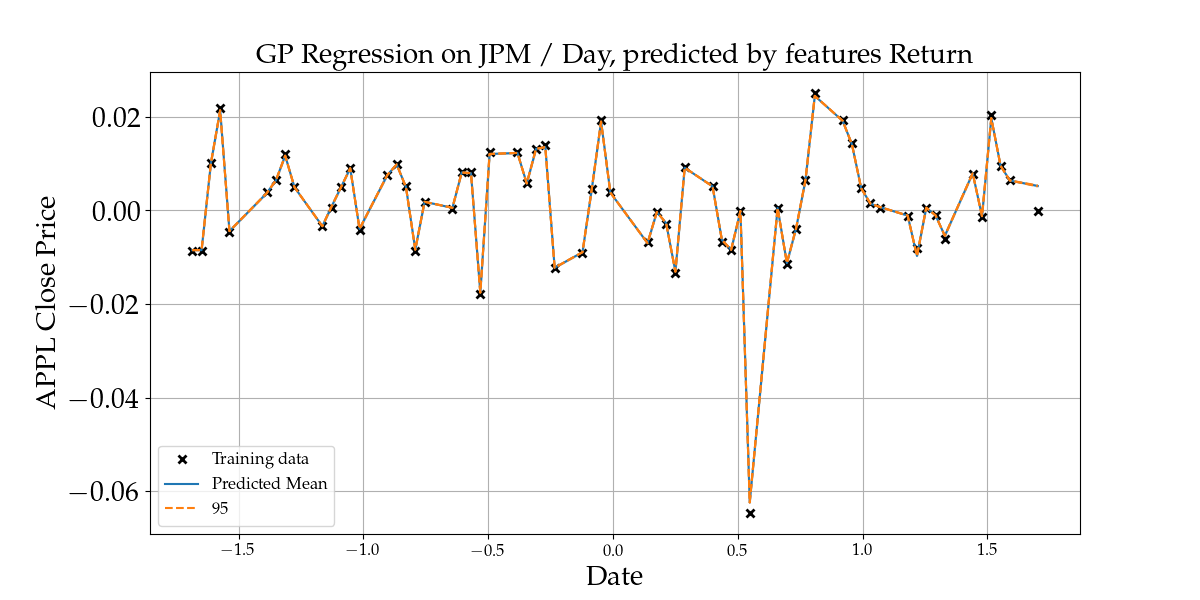 GP Regression on JPM / Day, predicted by features Return
APPL Close Price
0.02
0.00
−0.02
−0.04
−0.06
Training data
Predicted Mean
95
−1.5
−1.0
−0.5
0.0
0.5
1.0
1.5
Date